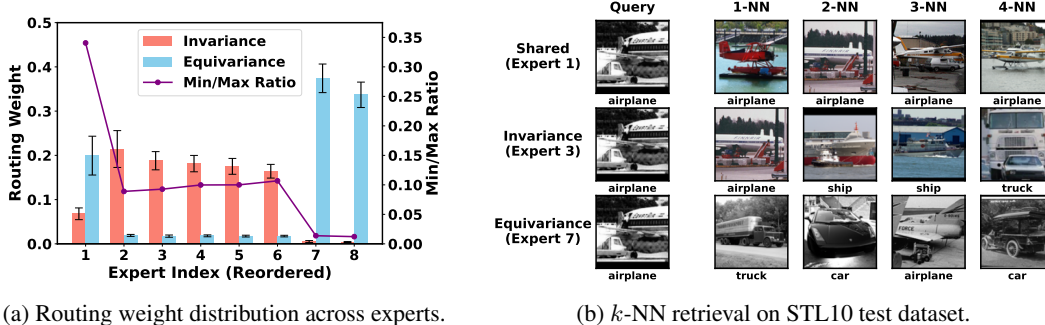 0.5
0.4
0.3
0.2
0.1
0.0
Routing Weight
Invariance
Equivariance
Min/Max Ratio
0.35
0.30
0.25
0.20
0.15
0.10
0.05
0.00
Min/Max Ratio
1 2 3 4 5 6 7 8
Expert Index (Reordered)
(a) Routing weight distribution across experts.
Query 1-NN 2-NN 3-NN 4-NN
Shared
(Expert 1)
airplane airplane airplane airplane airplane
Invariance
(Expert 3)
airplane airplane ship ship truck
Equivariance
(Expert 7)
FORCE
airplane truck car airplane car
(b) k-NN retrieval on STL10 test dataset.